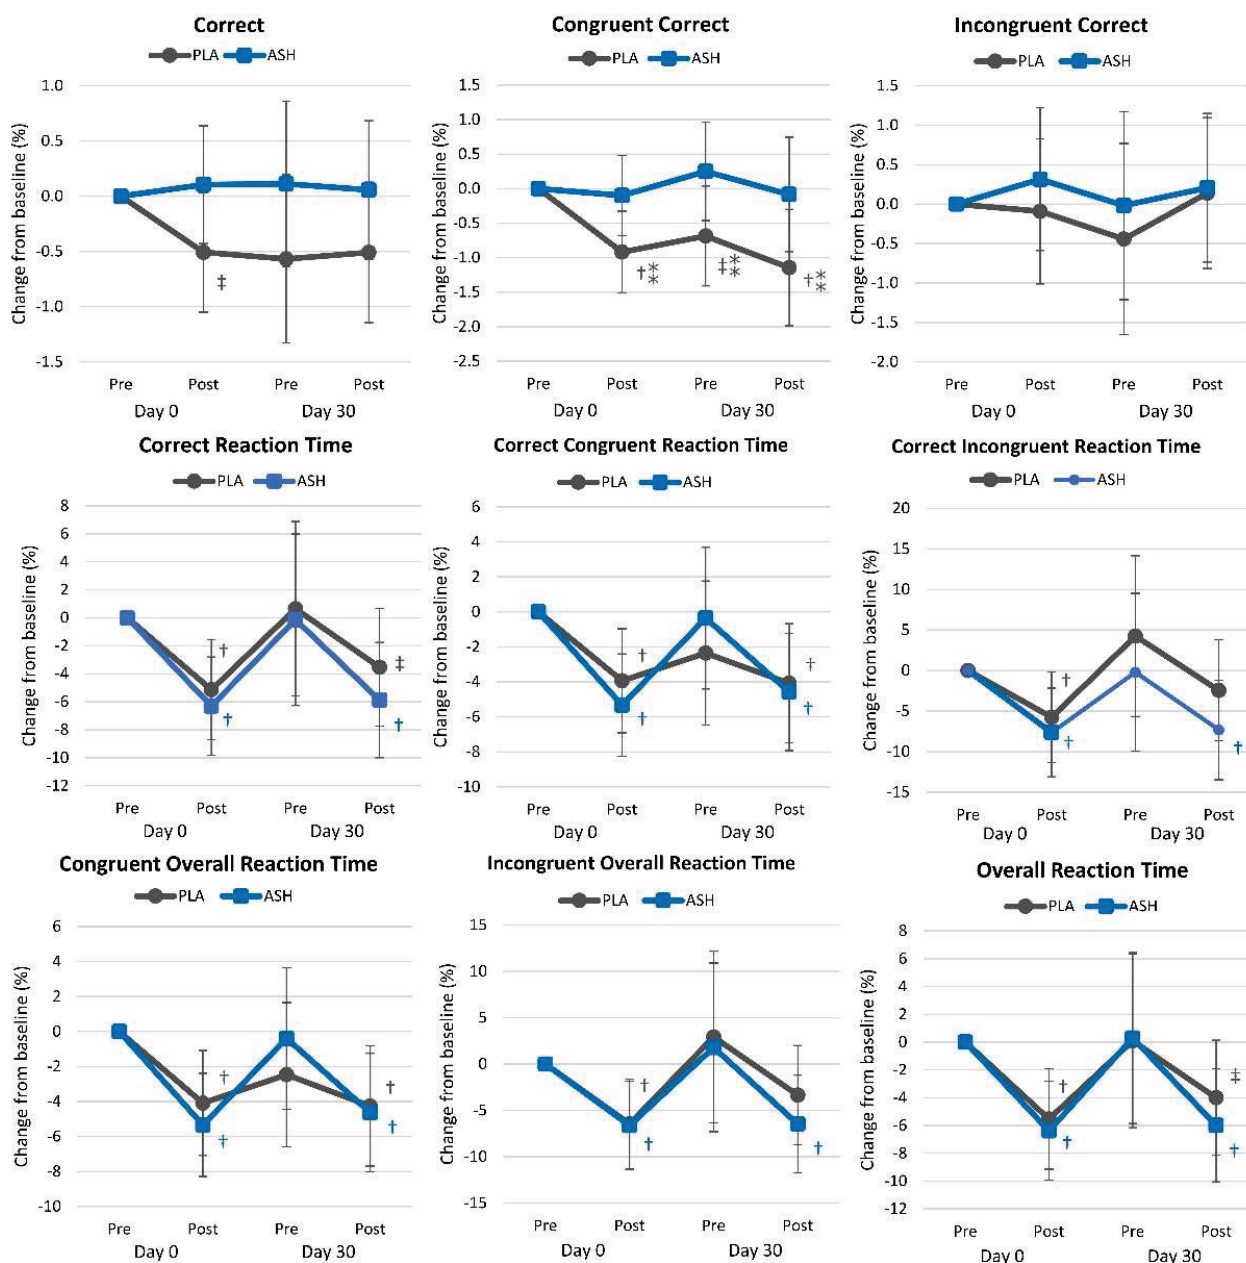 Correct
PLA ASH
Change from baseline (%)
1.0
0.5
0.0
-0.5
-1.0
-1.5
‡
Pre Post Pre Post
Day 0 Day 30
Congruent Correct
PLA ASH
Change from baseline (%)
1.5
1.0
0.5
0.0
-0.5
-1.0
-1.5
-2.0
-2.5
†** ‡** †**
Pre Post Pre Post
Day 0 Day 30
Incongruent Correct
PLA ASH
Change from baseline (%)
1.5
1.0
0.5
0.0
-0.5
-1.0
-1.5
-2.0
Pre Post Pre Post
Day 0 Day 30
Correct Reaction Time
PLA ASH
Change from baseline (%)
8
6
4
2
0
-2
-4
-6
-8
-10
-12
† ‡
† †
Pre Post Pre Post
Day 0 Day 30
Correct Congruent Reaction Time
PLA ASH
Change from baseline (%)
6
4
2
0
-2
-4
-6
-8
-10
† †
† †
Pre Post Pre Post
Day 0 Day 30
Correct Incongruent Reaction Time
PLA ASH
Change from baseline (%)
20
15
10
5
0
-5
-10
-15
†
† †
Pre Post Pre Post
Day 0 Day 30
Congruent Overall Reaction Time
PLA ASH
Change from baseline (%)
6
4
2
0
-2
-4
-6
-8
-10
† †
† †
Pre Post Pre Post
Day 0 Day 30
Incongruent Overall Reaction Time
PLA ASH
Change from baseline (%)
15
10
5
0
-5
-10
-15
†
† †
Pre Post Pre Post
Day 0 Day 30
Overall Reaction Time
PLA ASH
Change from baseline (%)
8
6
4
2
0
-2
-4
-6
-8
-10
-12
† ‡
† †
Pre Post Pre Post
Day 0 Day 30